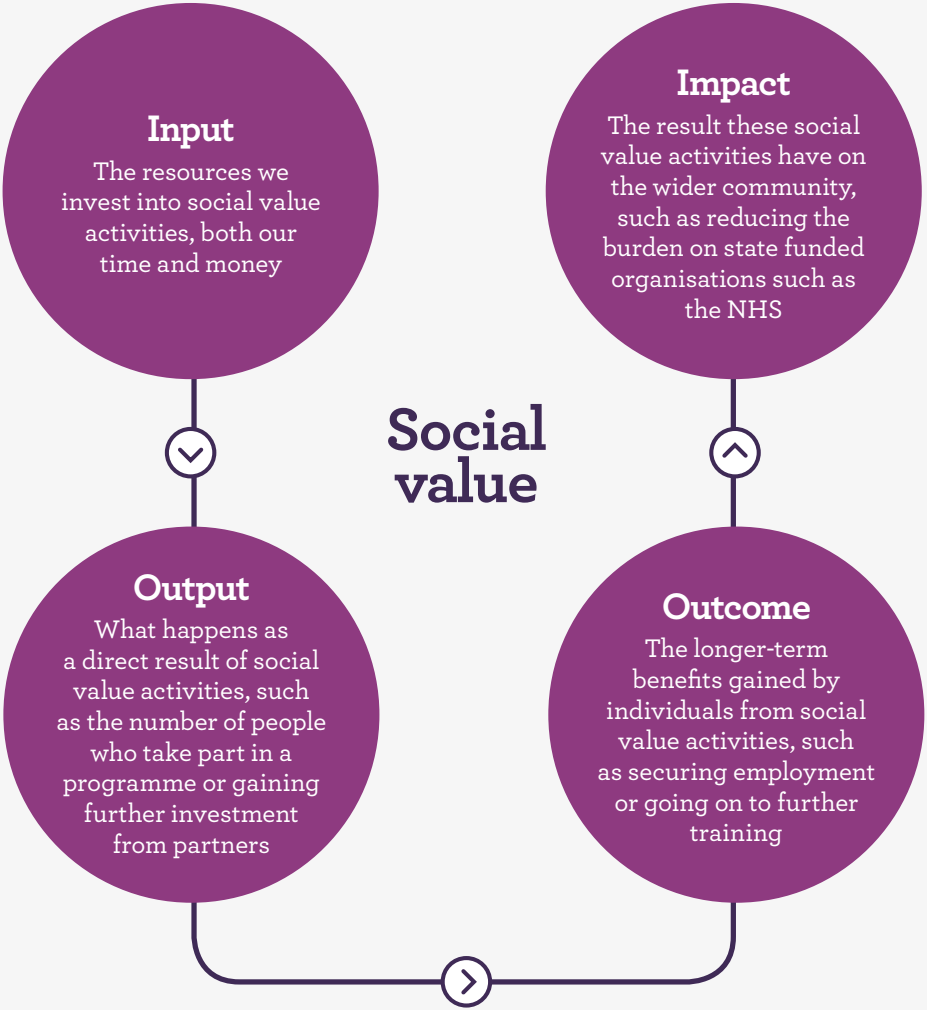 Input
The resources we
invest into social value
activities, both our
time and money
Output
What happens as
a direct result of social
value activities, such
as the number of people
who take part in a
programme or gaining
further investment
from partners
Social
value
Outcome
The longer-term
benefits gained by
individuals from social
value activities, such
as securing employment
or going on to further
training
Impact
The result these social
value activities have on
the wider community,
such as reducing the
burden on state funded
organisations such as
the NHS